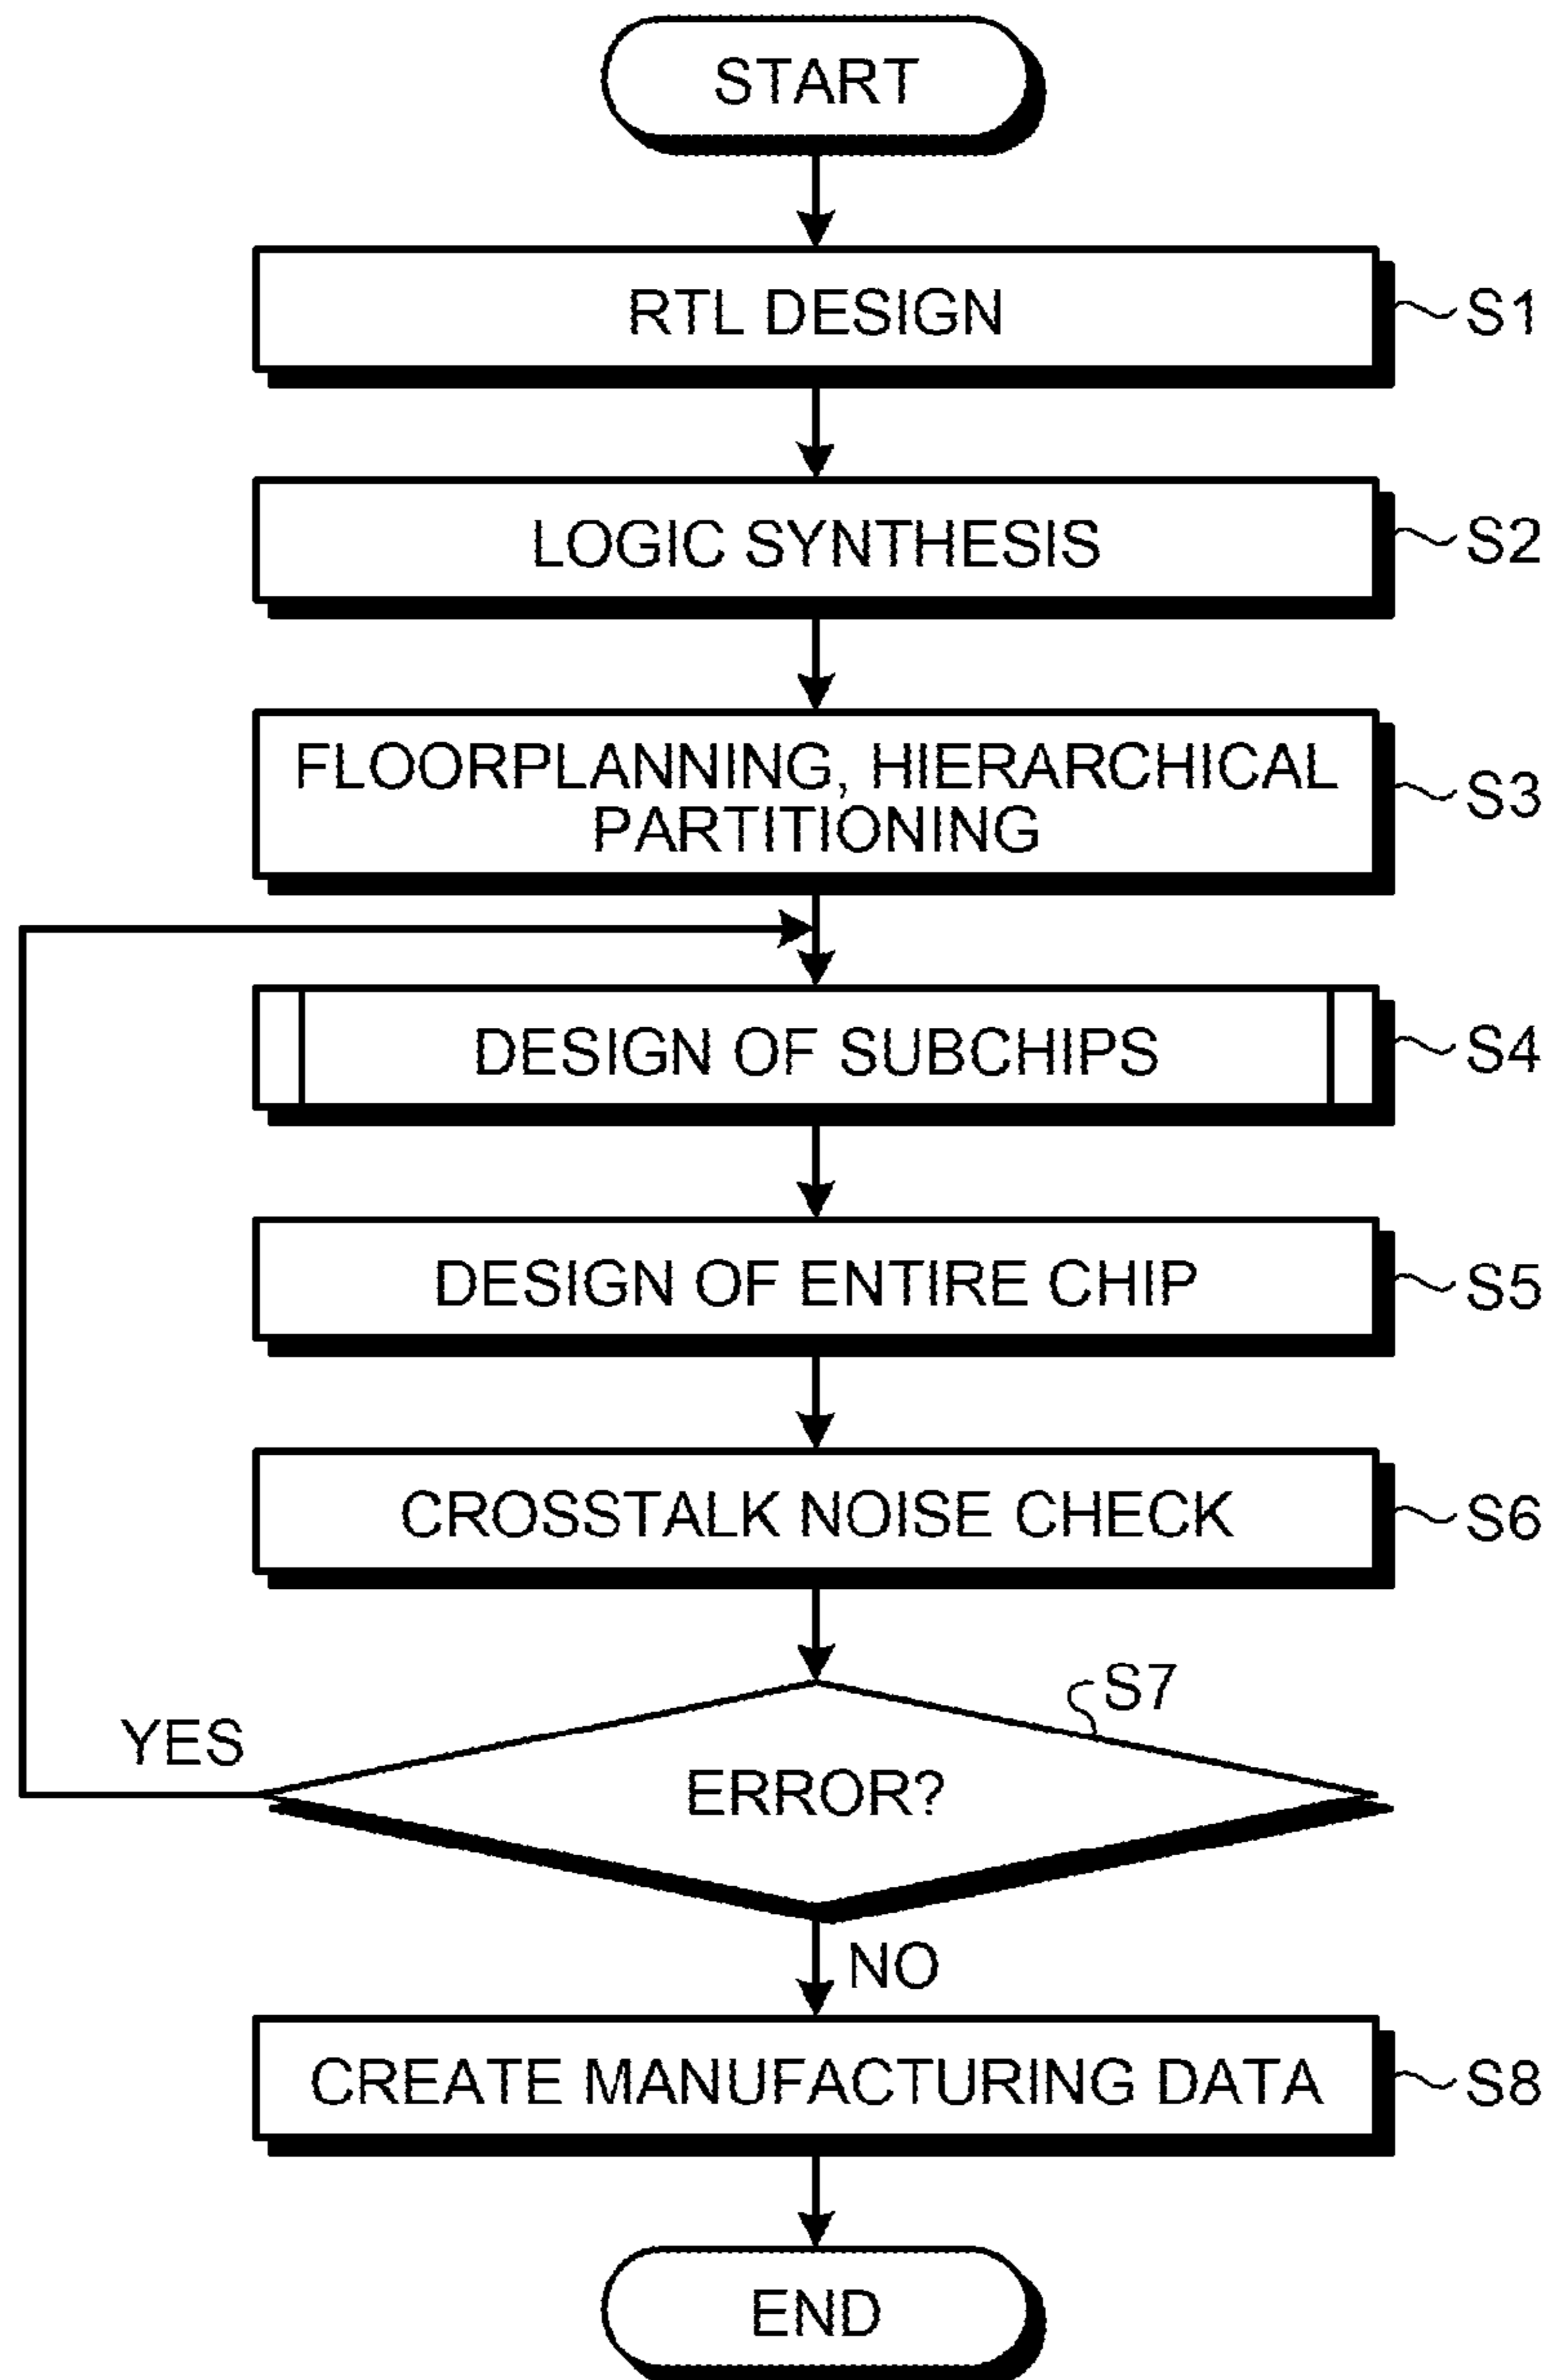 START
RTL DESIGN
S1
LOGIC SYNTHESIS
S2
FLOORPLANNING, HIERARCHICAL
PARTITIONING
S3
DESIGN OF SUBCHIPS
S4
DESIGN OF ENTIRE CHIP
S5
CROSSTALK NOISE CHECK
S6
S7
YES
ERROR?
NO
CREATE MANUFACTURING DATA
S8
END